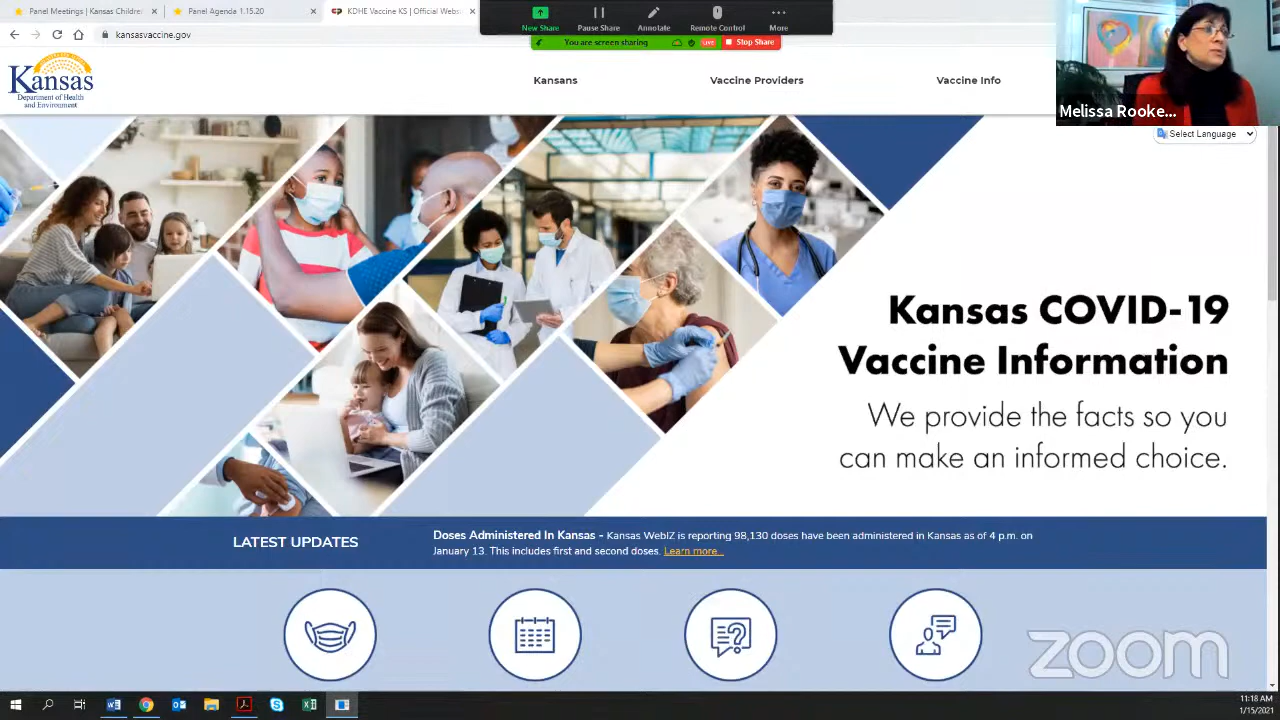 Panel Meetings | Kansas Children
Panel Agenda 1.15.20
KDHE Vaccine KS | Official Websi
New Share
Pause Share
Annotate
Remote Control
More
You are screen sharing
LIVE
Stop Share
kansasvaccine.gov
Kansas
Department of Health
and Environment
Kansans
Vaccine Providers
Vaccine Info
Melissa Rooke...
Select Language
Kansas COVID-19
Vaccine Information
We provide the facts so you
can make an informed choice.
LATEST UPDATES
Doses Administered In Kansas - Kansas WebIZ is reporting 98,130 doses have been administered in Kansas as of 4 p.m. on
January 13. This includes first and second doses. Learn more...
zoom
11:18 AM
1/15/2021